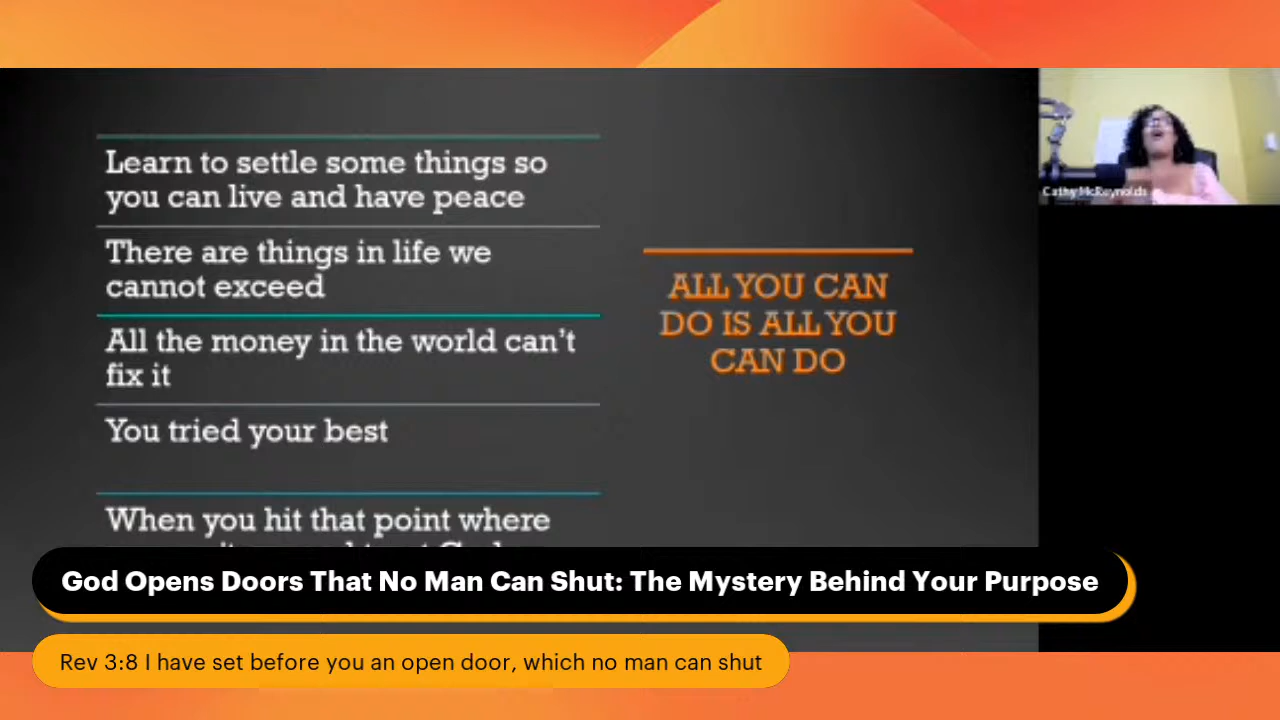 Learn to settle some things so
you can live and have peace
There are things in life we
cannot exceed
All the money in the world can't
fix it
You tried your best
When you hit that point where
ALL YOU CAN
DO IS ALL YOU
CAN DO
Cathy McReynolds
God Opens Doors That No Man Can Shut: The Mystery Behind Your Purpose
Rev 3:8 I have set before you an open door, which no man can shut